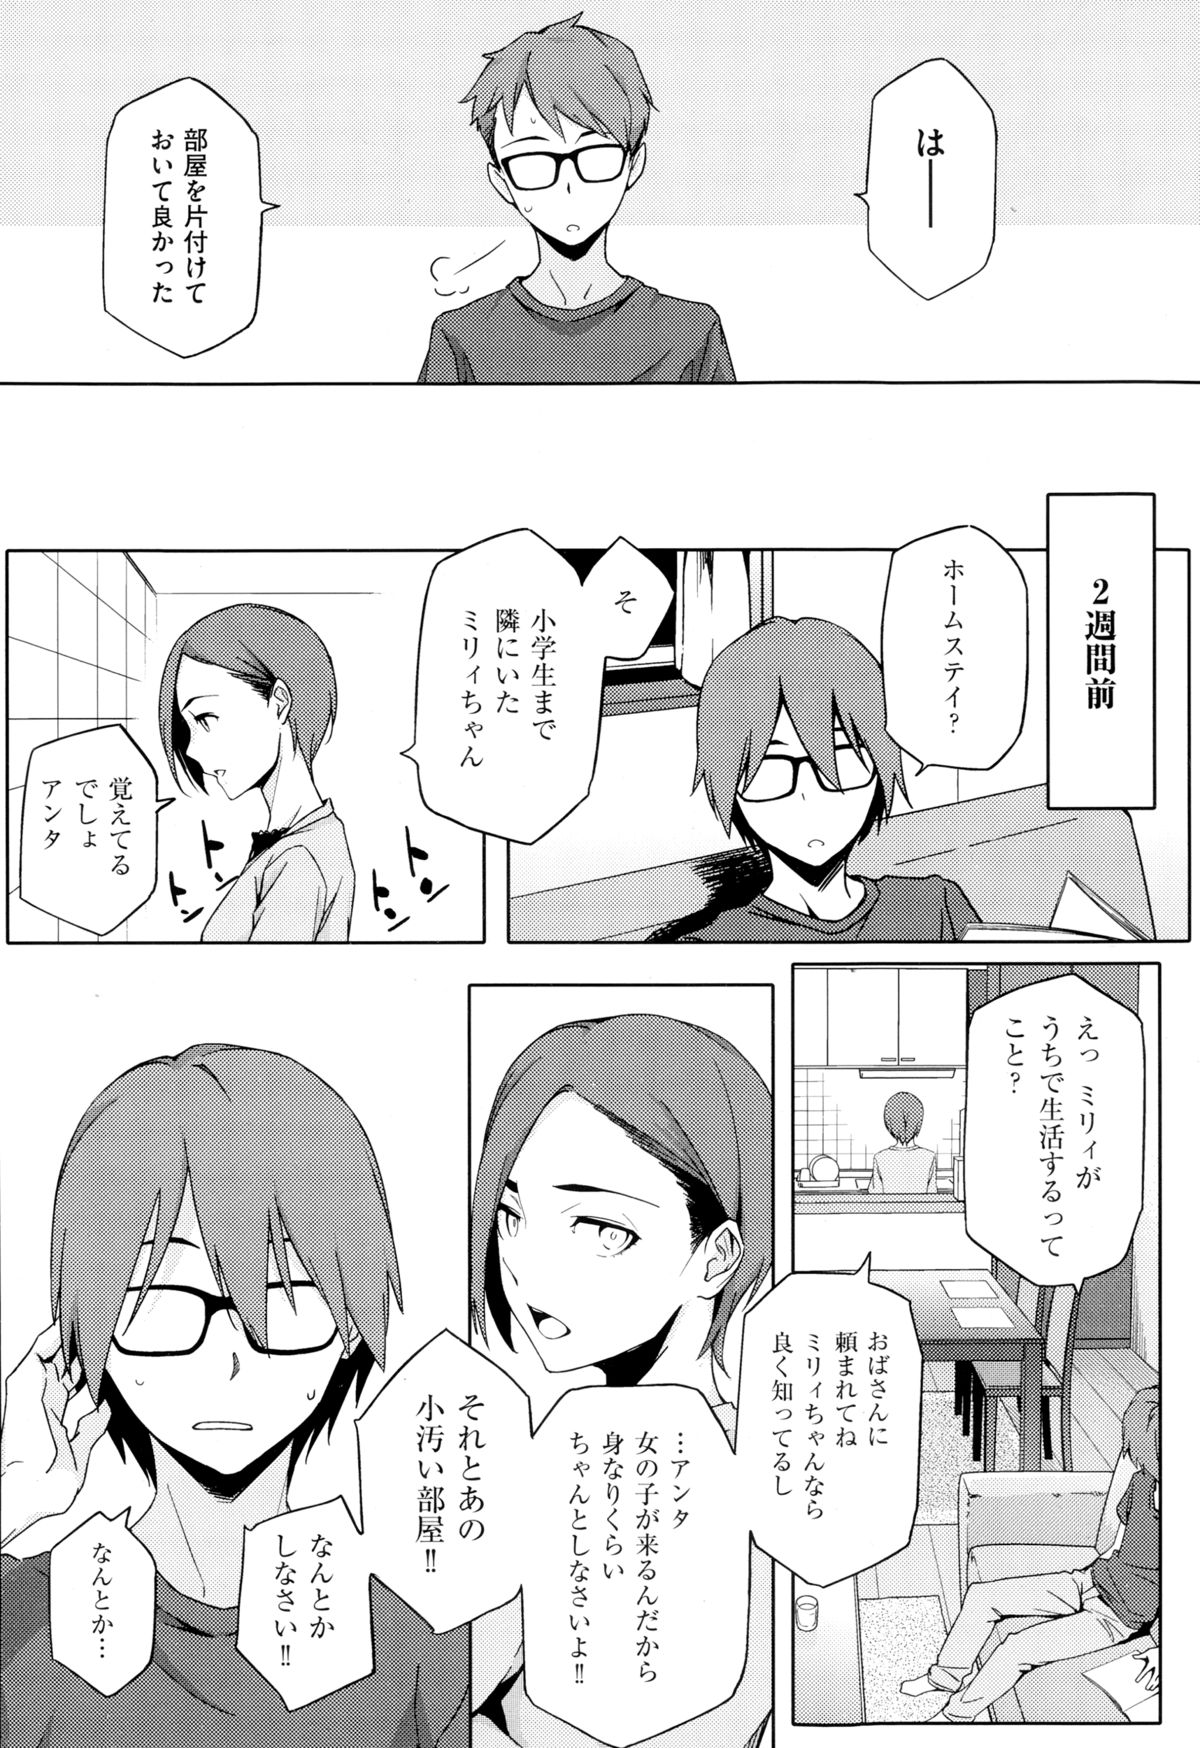 はーー
部屋を片付けて
おいて良かった
2週間前
ホームステイ?
そ
小学生まで
隣にいた
ミリィちゃん
トントン
トントン
覚えてる
でしょ
アンタ
えっ ミリィが
うちで生活するって
こと?
おばさんに
頼まれてね
ミリィちゃんなら
良く知ってるし
…アンタ
女の子が来るんだから
身なりくらい
ちゃんとしなさいよ!!
それとあの
小汚い部屋!!
なんとか
しなさい!!
なんとか…